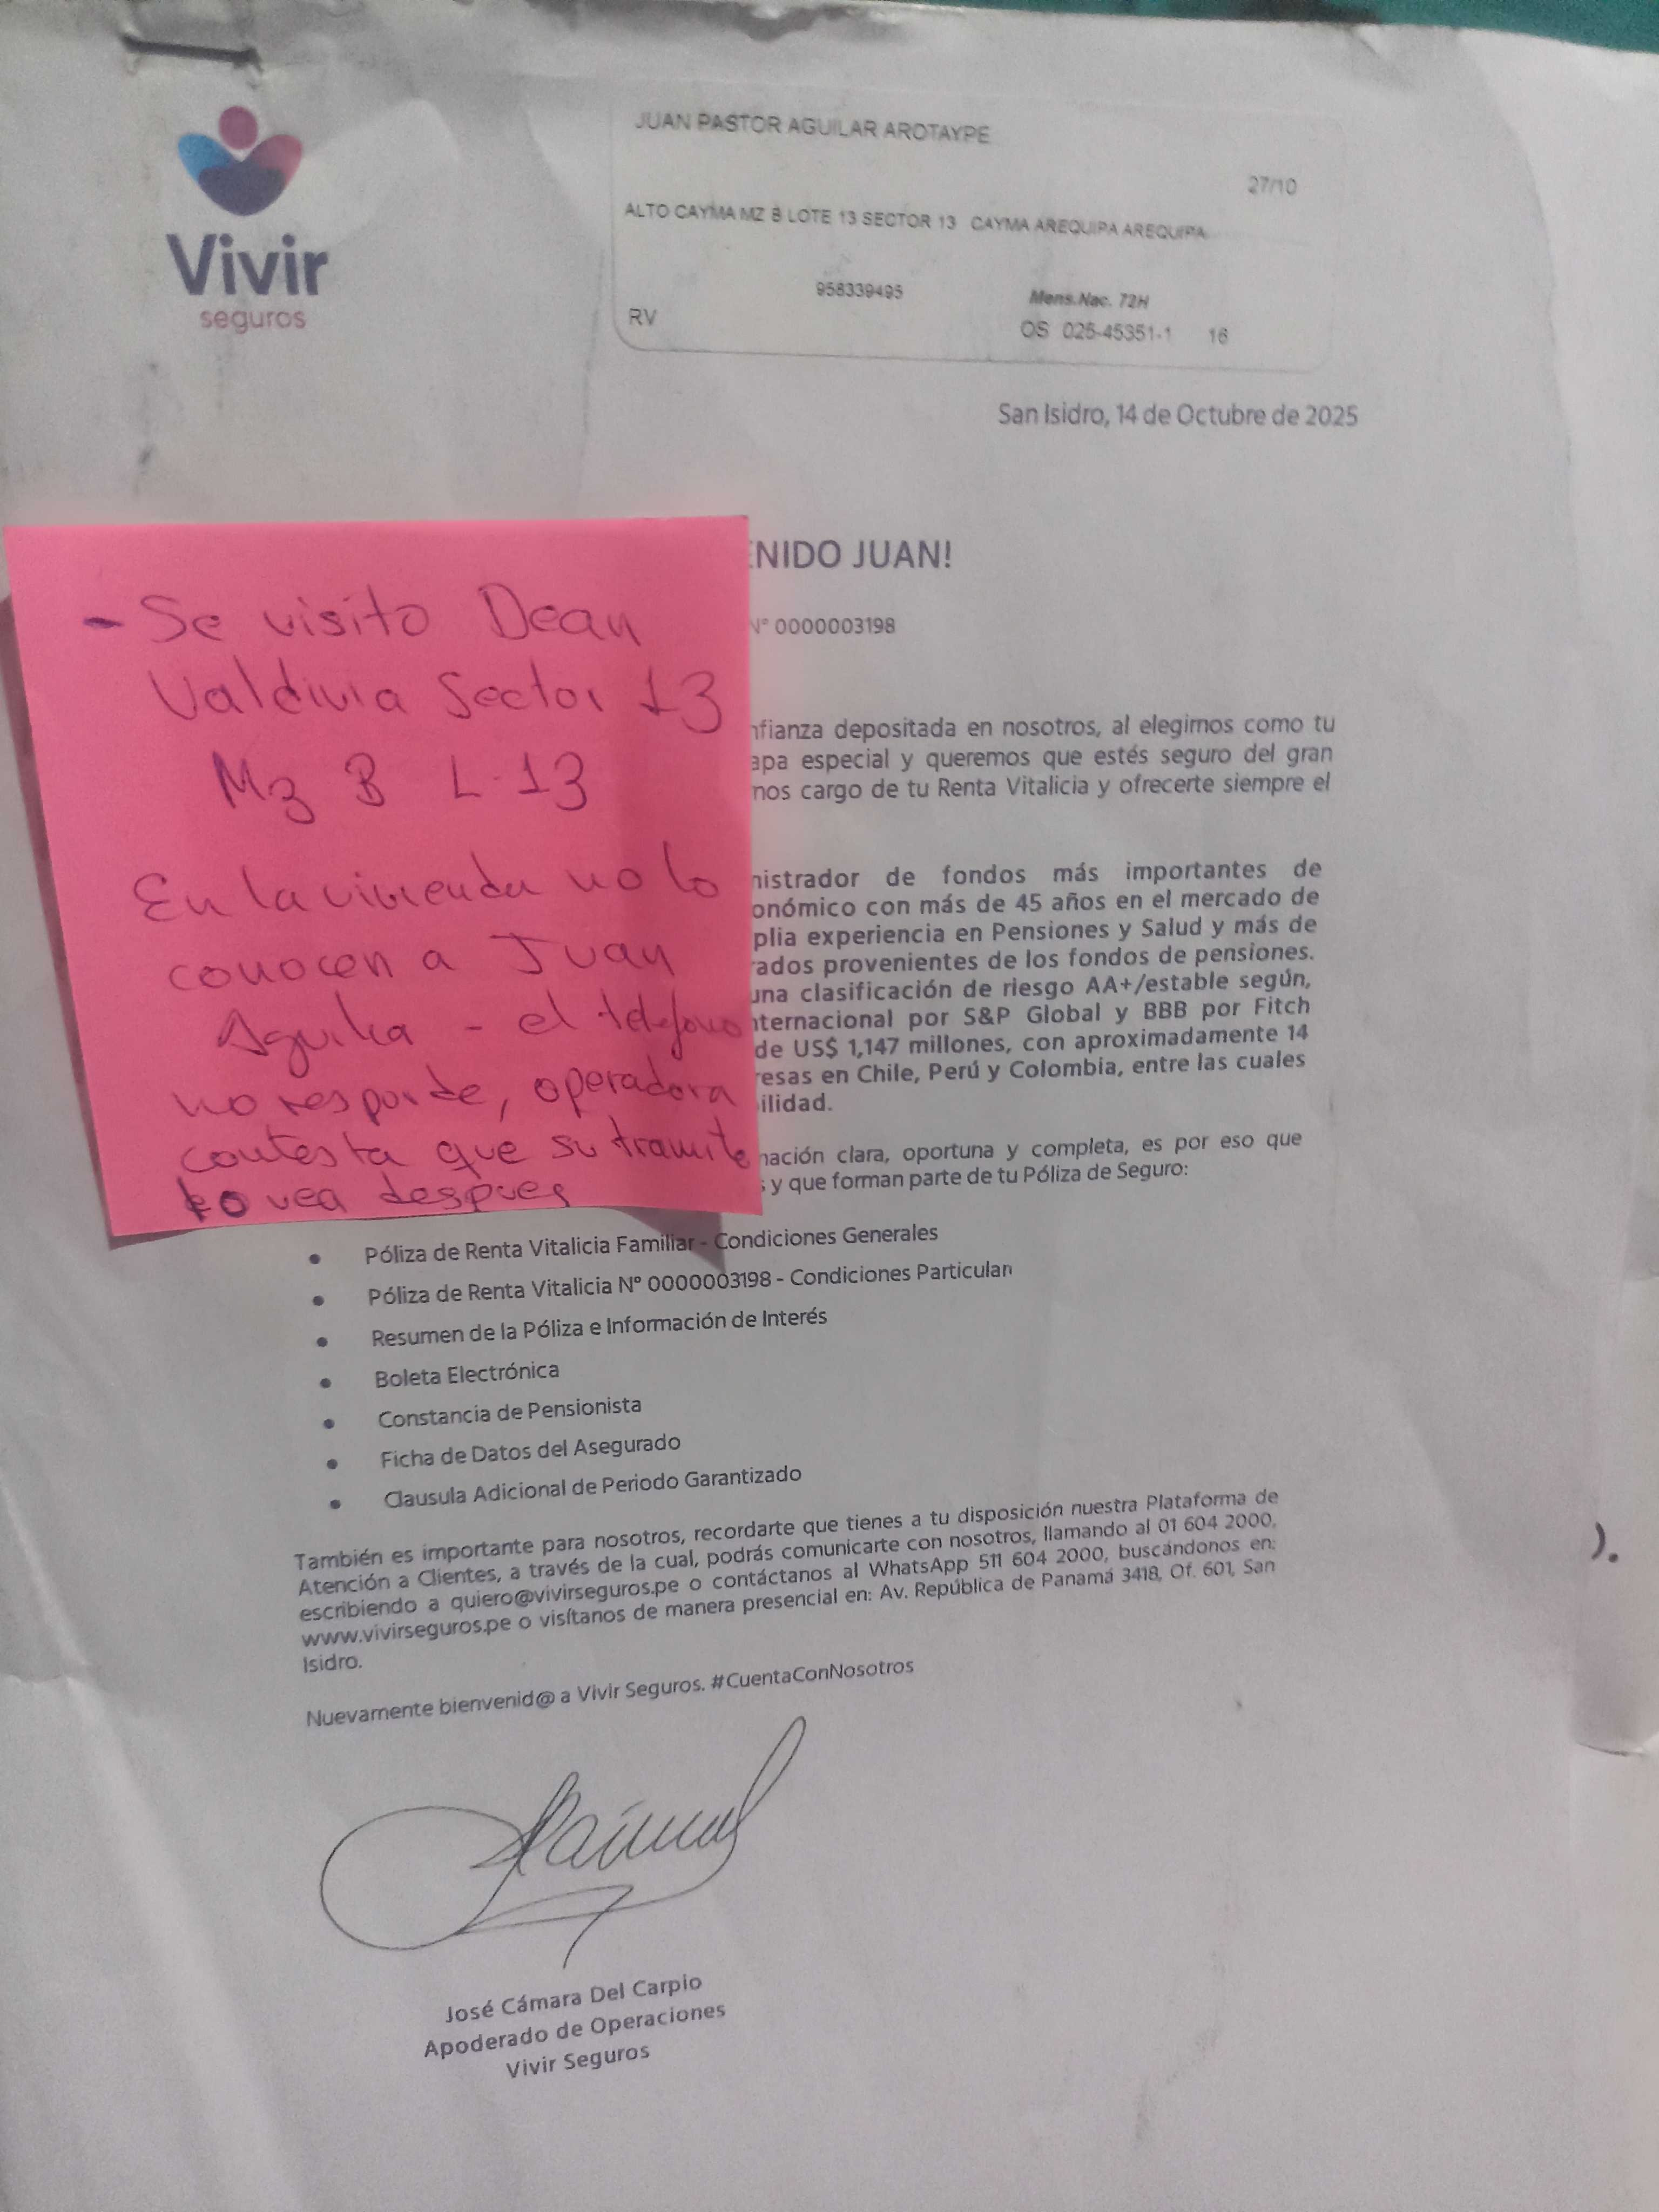 Vivir
seguros
JUAN PASTOR AGUILAR AROTAYPE
27/10
ALTO CAYMA MZ B LOTE 13 SECTOR 13 CAYMA AREQUIPA AREQUIPA
958339495
Mens.Nac. 72H
RV
OS 025-45351-1 16
San Isidro, 14 de Octubre de 2025
ENIDO JUAN!
N° 0000003198
- Se visito Dean
Valdivia Sector 13
Mz B L-13
En la vivienda no lo
conocen a Juan
Aguilar - el telefono
no responde, operadora
contesta que su tramite
lo vea despues
nfianza depositada en nosotros, al elegirnos como tu
apa especial y queremos que estés seguro del gran
nos cargo de tu Renta Vitalicia y ofrecerte siempre el
nistrador de fondos más importantes de
onómico con más de 45 años en el mercado de
plia experiencia en Pensiones y Salud y más de
rados provenientes de los fondos de pensiones.
una clasificación de riesgo AA+/estable según,
nternacional por S&P Global y BBB por Fitch
de US$ 1,147 millones, con aproximadamente 14
resas en Chile, Perú y Colombia, entre las cuales
ilidad.
nación clara, oportuna y completa, es por eso que
s y que forman parte de tu Póliza de Seguro:
• Póliza de Renta Vitalicia Familiar - Condiciones Generales
• Póliza de Renta Vitalicia N° 0000003198 - Condiciones Particular
• Resumen de la Póliza e Información de Interés
• Boleta Electrónica
• Constancia de Pensionista
• Ficha de Datos del Asegurado
• Clausula Adicional de Periodo Garantizado
También es importante para nosotros, recordarte que tienes a tu disposición nuestra Plataforma de
Atención a Clientes, a través de la cual, podrás comunicarte con nosotros, llamando al 01 604 2000,
escribiendo a quiero@vivirseguros.pe o contáctanos al WhatsApp 511 604 2000, buscándonos en:
www.vivirseguros.pe o visítanos de manera presencial en: Av. República de Panamá 3418, Of. 601, San
Isidro.
Nuevamente bienvenid@ a Vivir Seguros. #CuentaConNosotros
José Cámara Del Carpio
Apoderado de Operaciones
Vivir Seguros
).